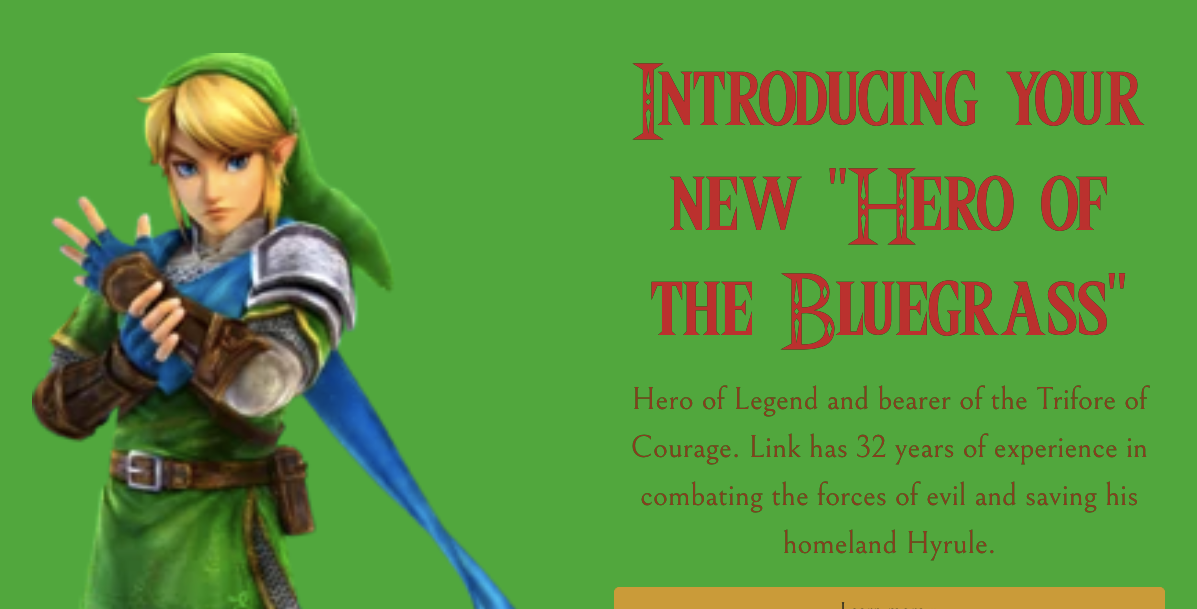 Introducing your
new "Hero of
the Bluegrass"
Hero of Legend and bearer of the Trifore of
Courage. Link has 32 years of experience in
combating the forces of evil and saving his
homeland Hyrule.